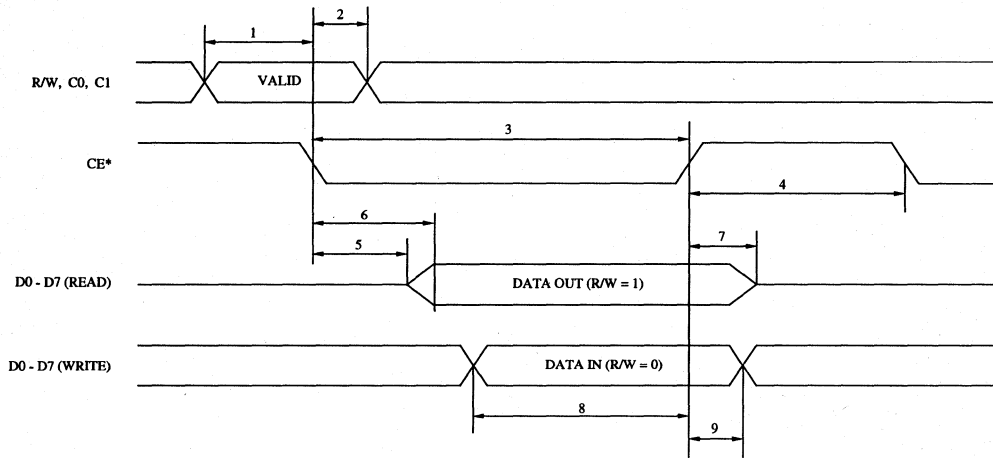 1
2
R/W, C0, C1
VALID
3
CE*
4
6
5
7
D0 - D7 (READ)
DATA OUT (R/W = 1)
D0 - D7 (WRITE)
DATA IN (R/W = 0)
8
9